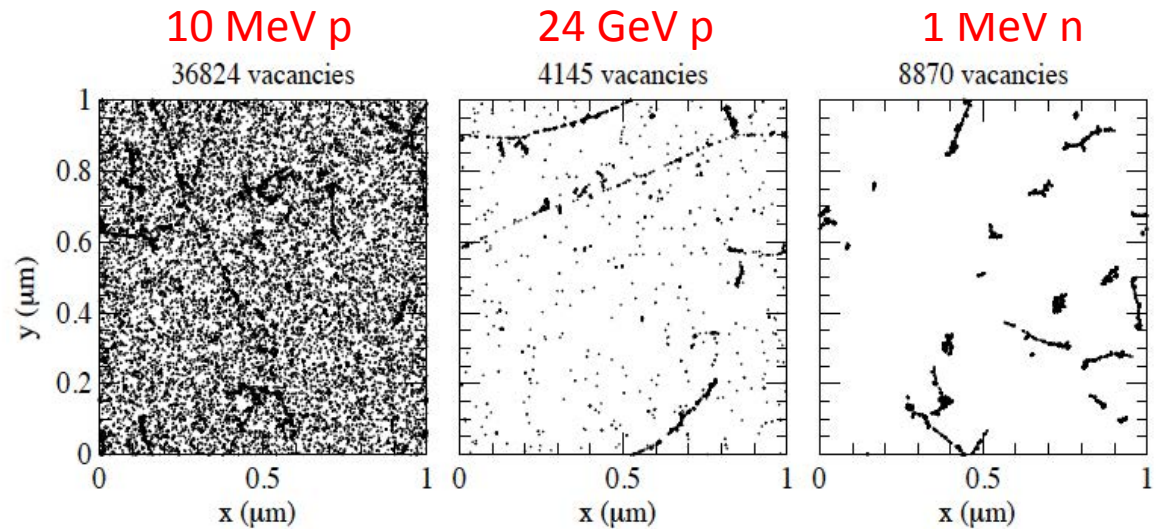 10 MeV p 24 GeV p 1 MeV n
36824 vacancies 4145 vacancies 8870 vacancies
1
0.8
0.6
y (μm)
0.4
0.2
0
0 0.5 1 0 0.5 1 0 0.5 1
x (μm) x (μm) x (μm)